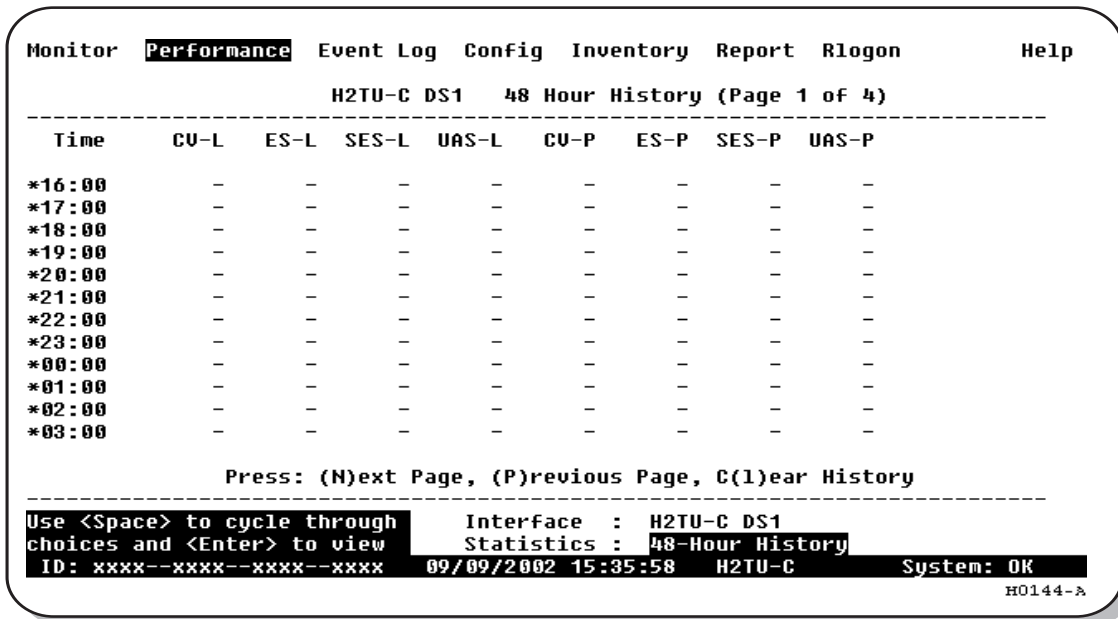 Monitor Performance Event Log Config Inventory Report Rlogon Help
H2TU-C DS1 48 Hour History (Page 1 of 4)
Time CV-L ES-L SES-L UAS-L CV-P ES-P SES-P UAS-P
*16:00 - - - - - - - -
*17:00 - - - - - - - -
*18:00 - - - - - - - -
*19:00 - - - - - - - -
*20:00 - - - - - - - -
*21:00 - - - - - - - -
*22:00 - - - - - - - -
*23:00 - - - - - - - -
*00:00 - - - - - - - -
*01:00 - - - - - - - -
*02:00 - - - - - - - -
*03:00 - - - - - - - -
Press: (N)ext Page, (P)revious Page, C(l)ear History
Use <Space> to cycle through Interface : H2TU-C DS1
choices and <Enter> to view Statistics : 48-Hour History
ID: xxxx--xxxx--xxxx--xxxx 09/09/2002 15:35:58 H2TU-C System: OK
H0144-A